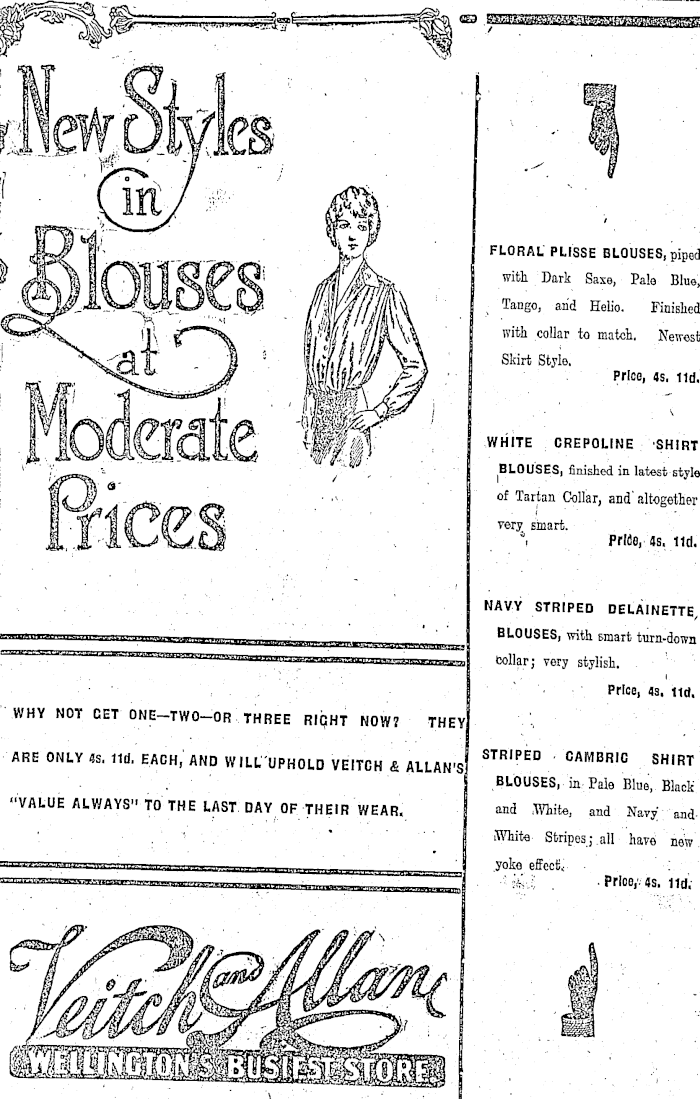 New Styles
in
Blouses
at
Moderate
Prices
WHY NOT GET ONE—TWO—OR THREE RIGHT NOW? THEY
ARE ONLY 4s. 11d. EACH, AND WILL UPHOLD VEITCH & ALLAN'S
"VALUE ALWAYS" TO THE LAST DAY OF THEIR WEAR.
Veitch and Allan
WELLINGTON'S BUSIEST STORE.
FLORAL PLISSE BLOUSES, piped
with Dark Saxe, Pale Blue,
Tango, and Helio. Finished
with collar to match. Newest
Skirt Style.
Price, 4s. 11d.
WHITE CREPOLINE SHIRT
BLOUSES, finished in latest style
of Tartan Collar, and altogether
very smart.
Price, 4s. 11d.
NAVY STRIPED DELAINETTE
BLOUSES, with smart turn-down
collar; very stylish.
Price, 4s. 11d.
STRIPED CAMBRIC SHIRT
BLOUSES, in Pale Blue, Black
and White, and Navy and
White Stripes; all have new
yoke effect.
Price, 4s. 11d.